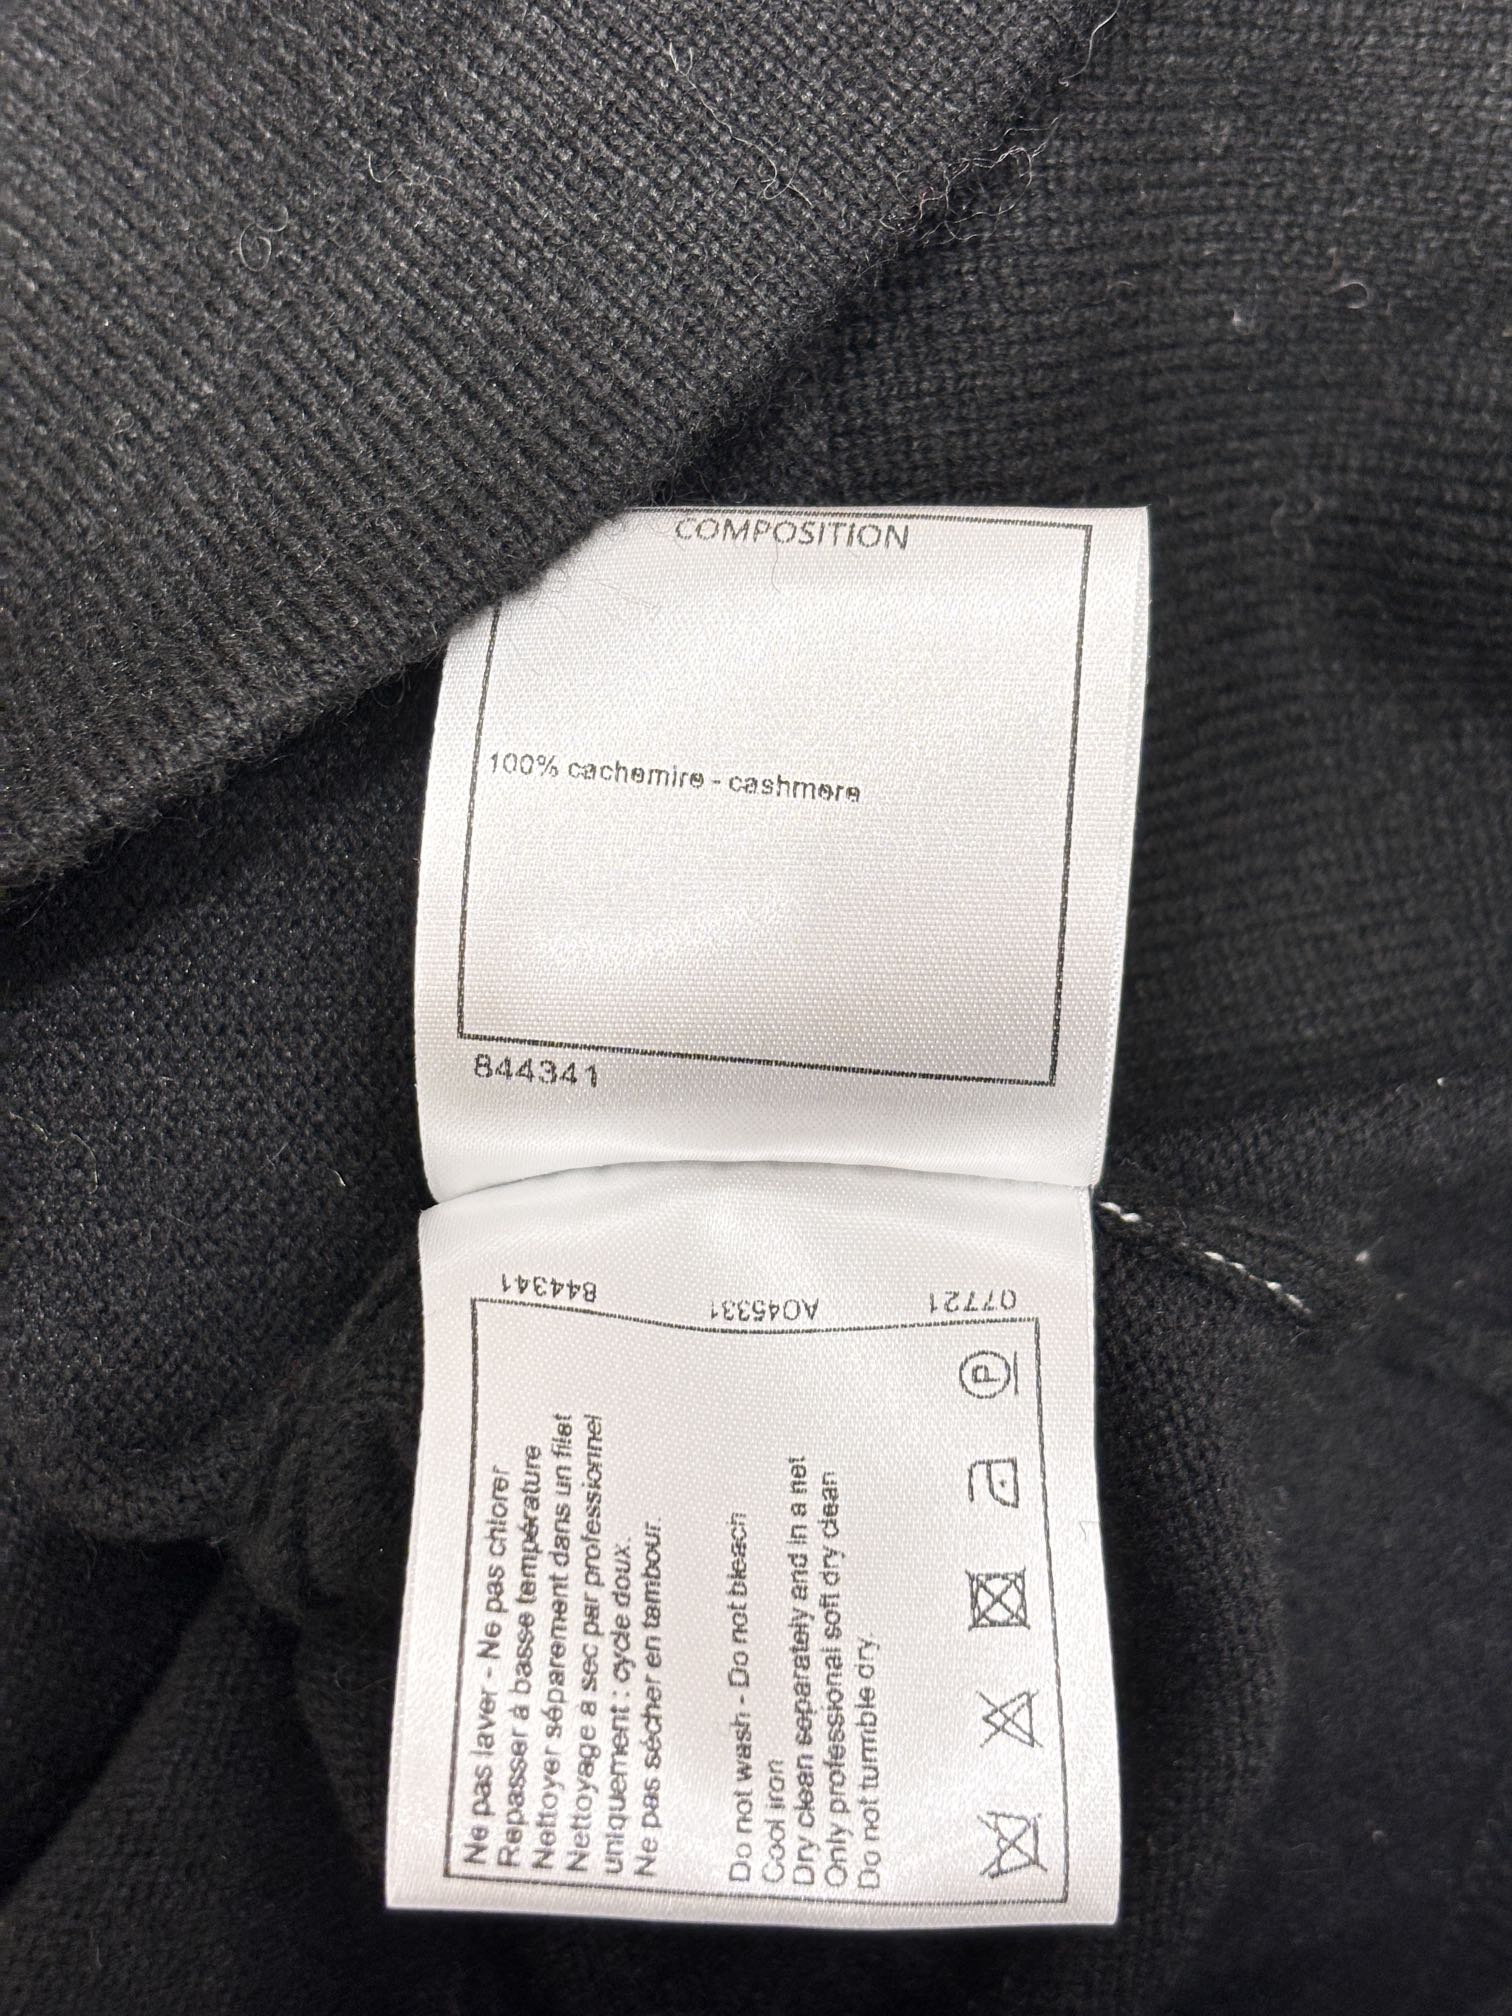 COMPOSITION
100% cachemire - cashmere
844341
844341
A045331
07721
Ne pas laver - Ne pas chlorer
Repasser à basse température
Nettoyer séparement dans un filet
Nettoyage à sec par professionnel
uniquement : cycle doux.
Ne pas sécher en tambour.
Do not wash - Do not bleach
Cool iron
Dry clean separately and in a net
Only professional soft dry clean
Do not tumble dry.
P